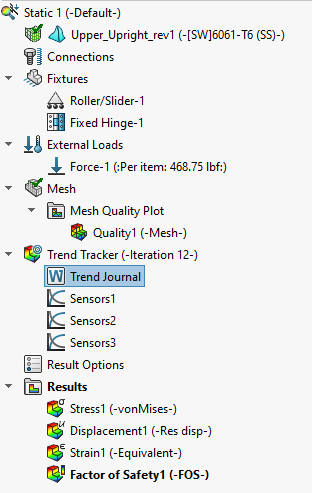 Static 1 (-Default-)
Upper_Upright_rev1 (-[SW]6061-T6 (SS)-)
Connections
Fixtures
Roller/Slider-1
Fixed Hinge-1
External Loads
Force-1 (:Per item: 468.75 lbf:)
Mesh
Mesh Quality Plot
Quality1 (-Mesh-)
Trend Tracker (-Iteration 12-)
W Trend Journal
Sensors1
Sensors2
Sensors3
Result Options
Results
σ Stress1 (-vonMises-)
u Displacement1 (-Res disp-)
ε Strain1 (-Equivalent-)
Factor of Safety1 (-FOS-)